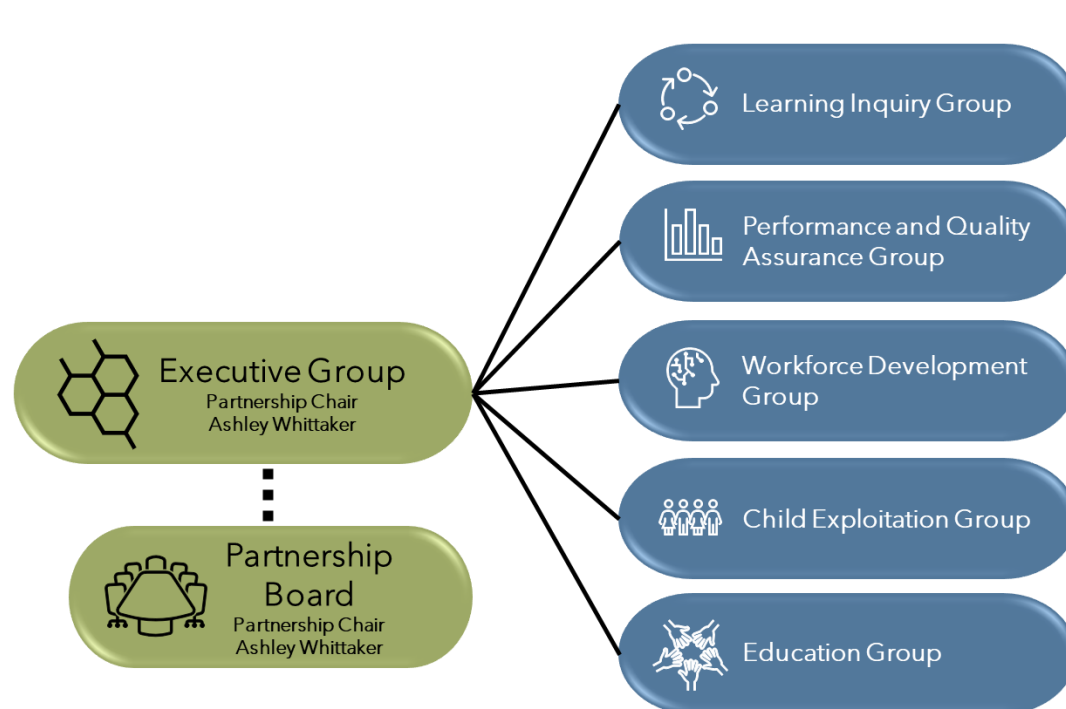 Executive Group
Partnership Chair
Ashley Whittaker
Partnership
Board
Partnership Chair
Ashley Whittaker
Learning Inquiry Group
Performance and Quality
Assurance Group
Workforce Development
Group
Child Exploitation Group
Education Group